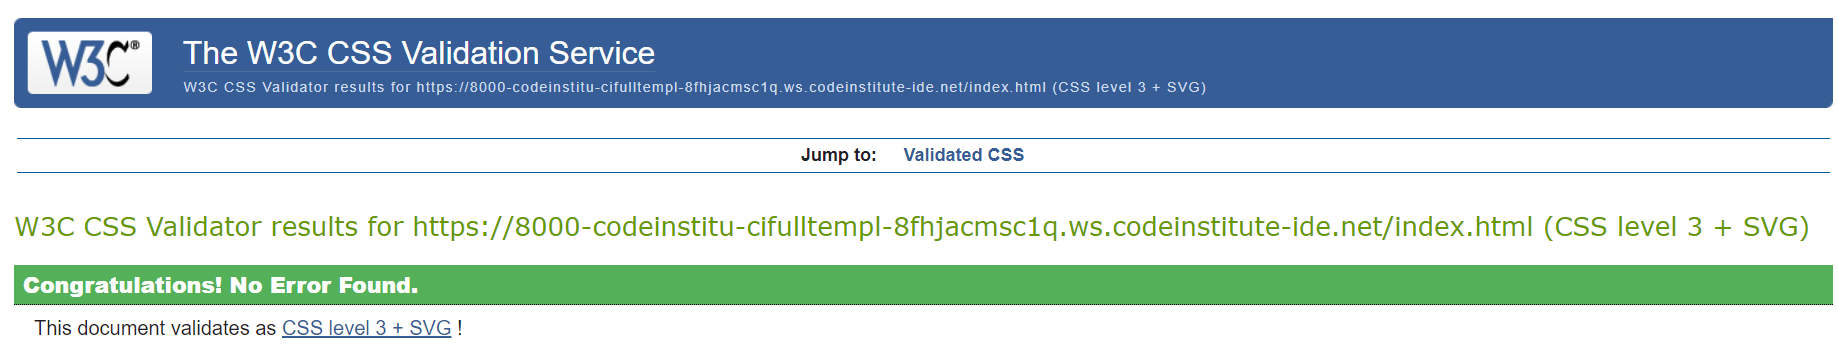 W3C®
The W3C CSS Validation Service
W3C CSS Validator results for https://8000-codeinstitu-cifulltempl-8fhjacmsc1q.ws.codeinstitute-ide.net/index.html (CSS level 3 + SVG)
Jump to: Validated CSS
W3C CSS Validator results for https://8000-codeinstitu-cifulltempl-8fhjacmsc1q.ws.codeinstitute-ide.net/index.html (CSS level 3 + SVG)
Congratulations! No Error Found.
This document validates as CSS level 3 + SVG !